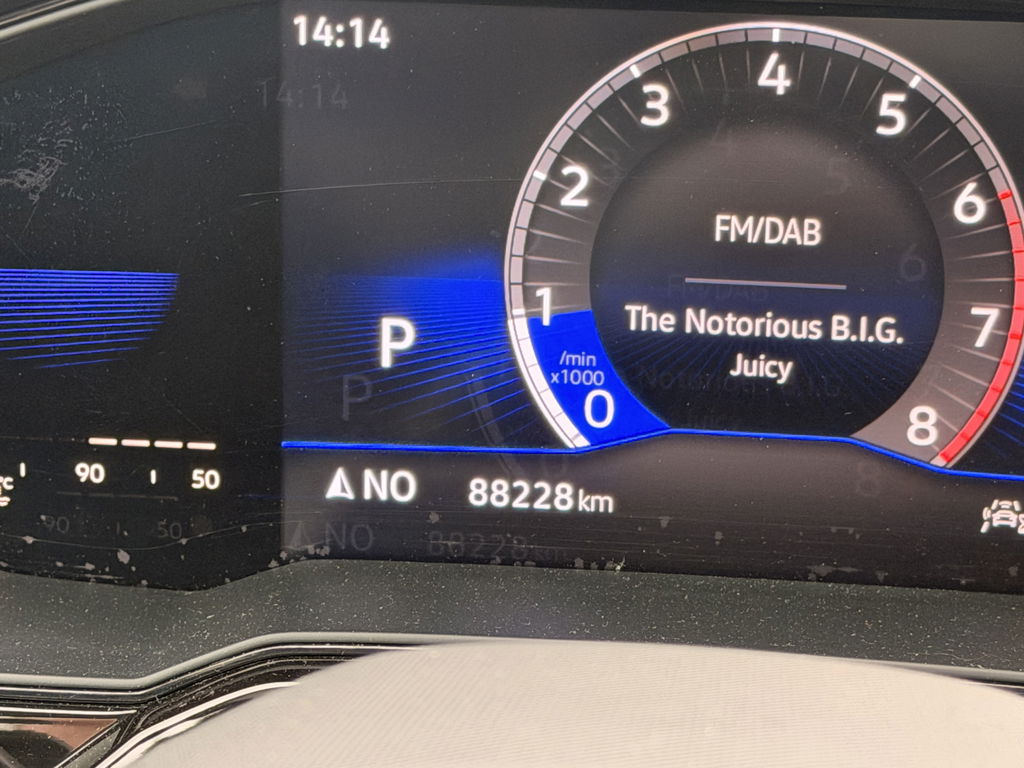 14:14
4
3
5
2
6
FM/DAB
1
7
The Notorious B.I.G.
P
/min
Juicy
x1000
0
8
°C
90
50
NO
88228 km